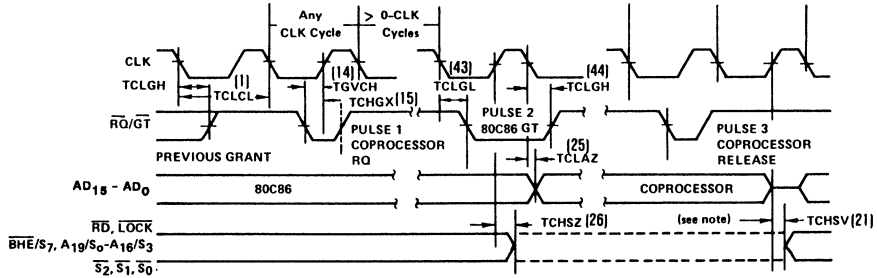 Any
CLK Cycle
> 0-CLK
Cycles
CLK
TCLGH
(1)
TCLCL
(14)
TGVCH
TCHGX (15)
(43)
TCLGL
(44)
TCLGH
PULSE 2
80C86 GT
RQ/GT
PULSE 1
COPROCESSOR
RQ
PULSE 3
COPROCESSOR
RELEASE
PREVIOUS GRANT
(25)
TCLAZ
AD15 - AD0
80C86
COPROCESSOR
RD, LOCK
BHE/S7, A19/S0-A16/S3
S2, S1, S0.
TCHSZ (26)
(see note)
TCHSV (21)